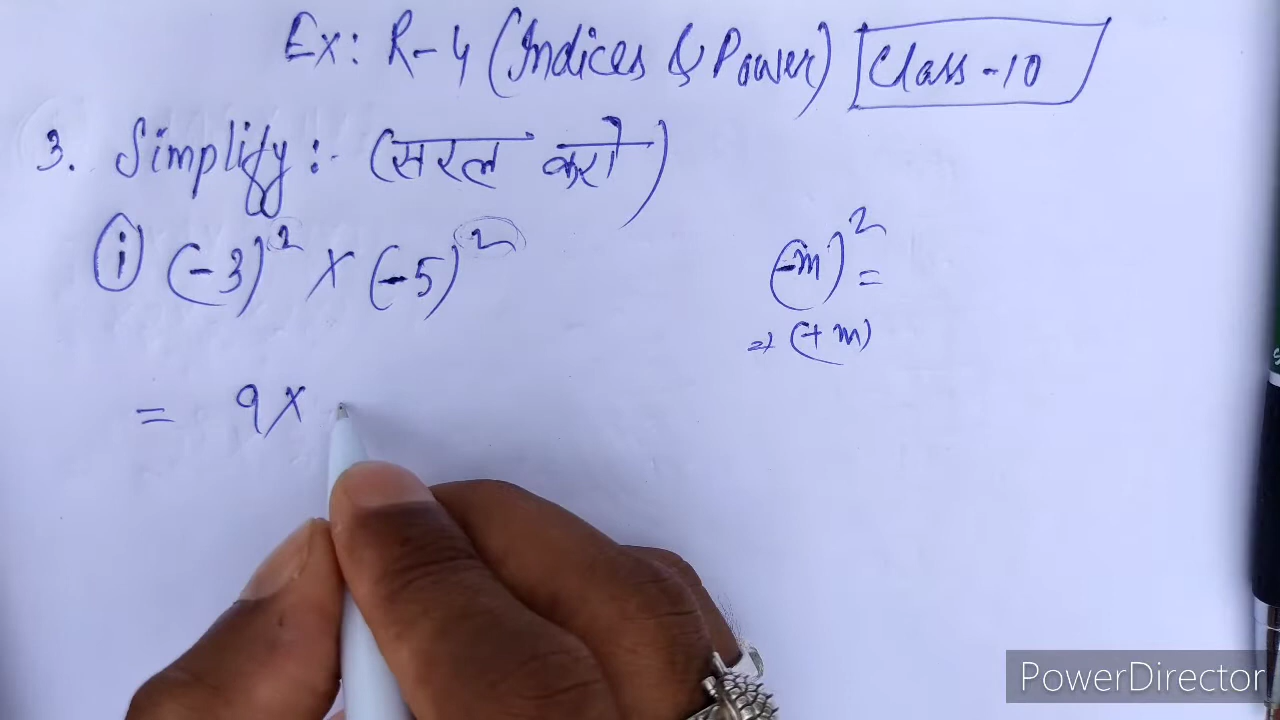 Ex: R-4 (Indices & Power) Class-10
3. Simplify:- (सरल करो)
(i) (-3)² × (-5)²
(-m)² =
⇒ (+m)
= 9×
PowerDirector